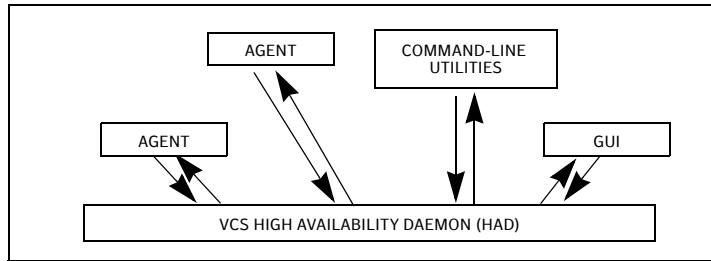 AGENT
COMMAND-LINE
UTILITIES
AGENT
GUI
VCS HIGH AVAILABILITY DAEMON (HAD)